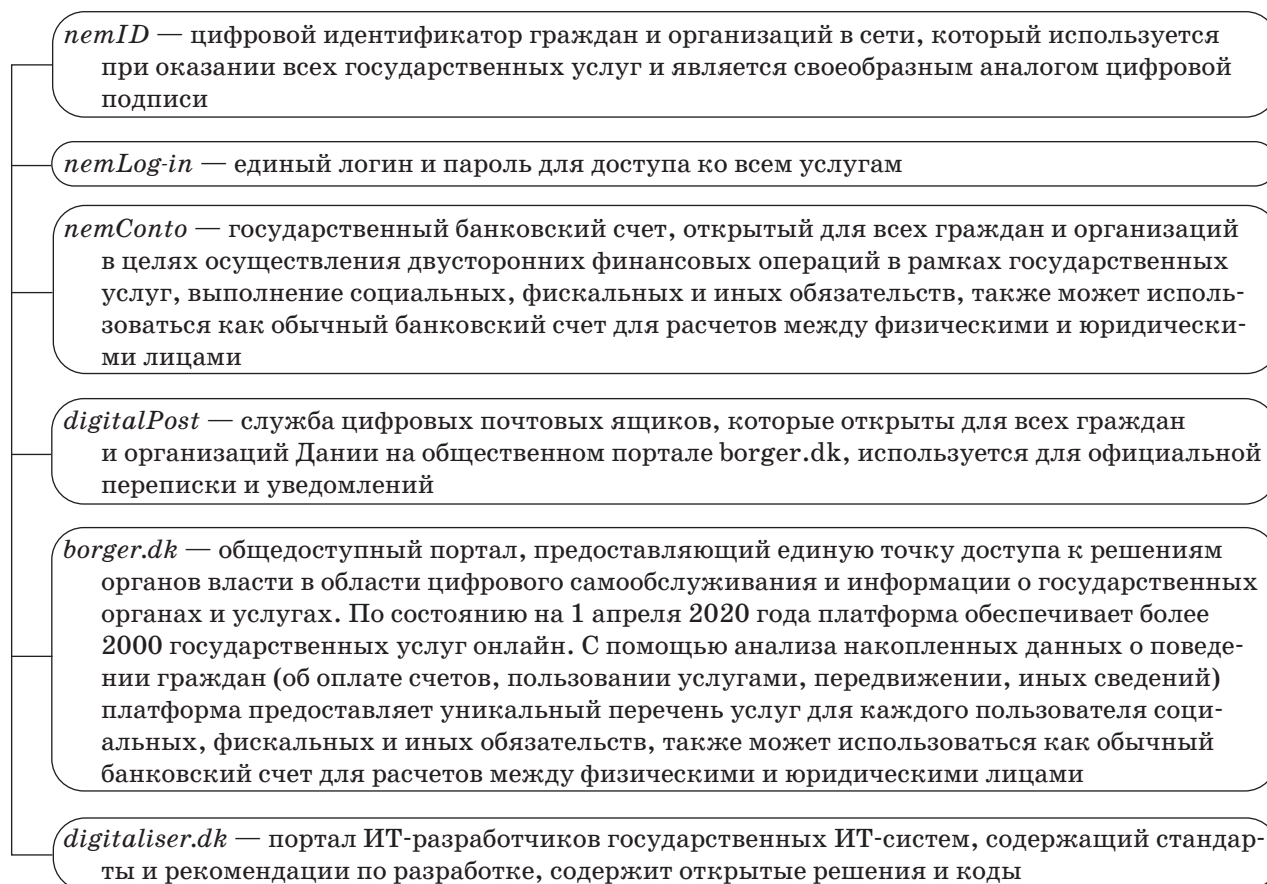 nemID — цифровой идентификатор граждан и организаций в сети, который используется
при оказании всех государственных услуг и является своеобразным аналогом цифровой
подписи
nemLog-in — единый логин и пароль для доступа ко всем услугам
nemConto — государственный банковский счет, открытый для всех граждан и организаций
в целях осуществления двусторонних финансовых операций в рамках государственных
услуг, выполнение социальных, фискальных и иных обязательств, также может исполь-
зоваться как обычный банковский счет для расчетов между физическими и юридически-
ми лицами
digitalPost — служба цифровых почтовых ящиков, которые открыты для всех граждан
и организаций Дании на общественном портале borger.dk, используется для официальной
переписки и уведомлений
borger.dk — общедоступный портал, предоставляющий единую точку доступа к решениям
органов власти в области цифрового самообслуживания и информации о государственных
органах и услугах. По состоянию на 1 апреля 2020 года платформа обеспечивает более
2000 государственных услуг онлайн. С помощью анализа накопленных данных о поведе-
нии граждан (об оплате счетов, пользовании услугами, передвижении, иных сведений)
платформа предоставляет уникальный перечень услуг для каждого пользователя соци-
альных, фискальных и иных обязательств, также может использоваться как обычный
банковский счет для расчетов между физическими и юридическими лицами
digitaliser.dk — портал ИТ-разработчиков государственных ИТ-систем, содержащий стандар-
ты и рекомендации по разработке, содержит открытые решения и коды